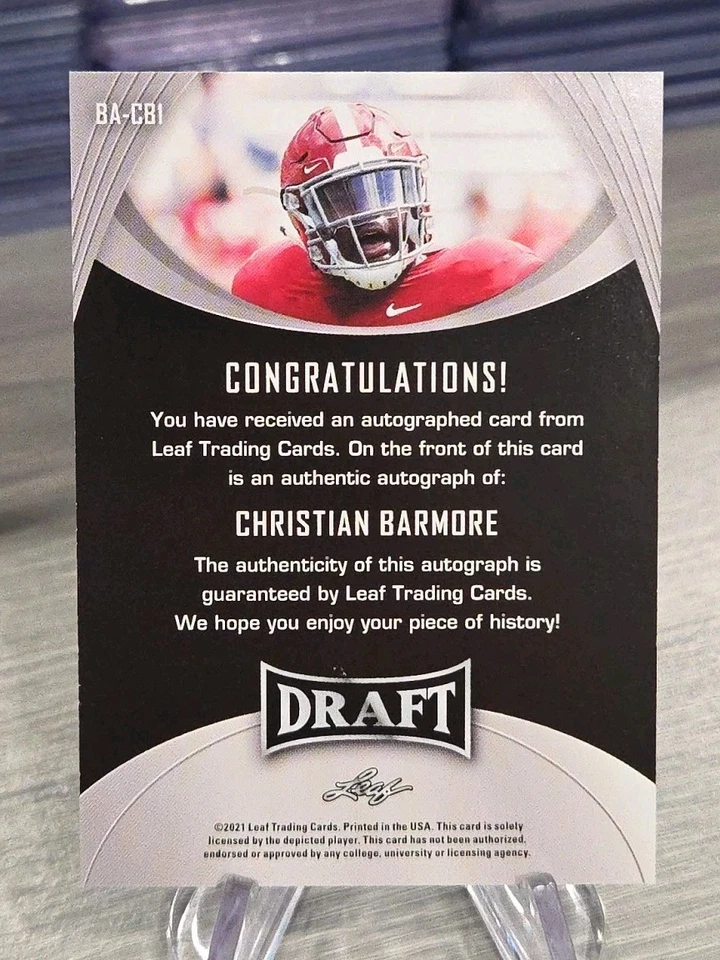 BA-CB1
CONGRATULATIONS!
You have received an autographed card from
Leaf Trading Cards. On the front of this card
is an authentic autograph of:
CHRISTIAN BARMORE
The authenticity of this autograph is
guaranteed by Leaf Trading Cards.
We hope you enjoy your piece of history!
DRAFT
Leaf
©2021 Leaf Trading Cards. Printed in the USA. This card is solely
licensed by the depicted player. This card has not been authorized,
endorsed or approved by any college, university or licensing agency.